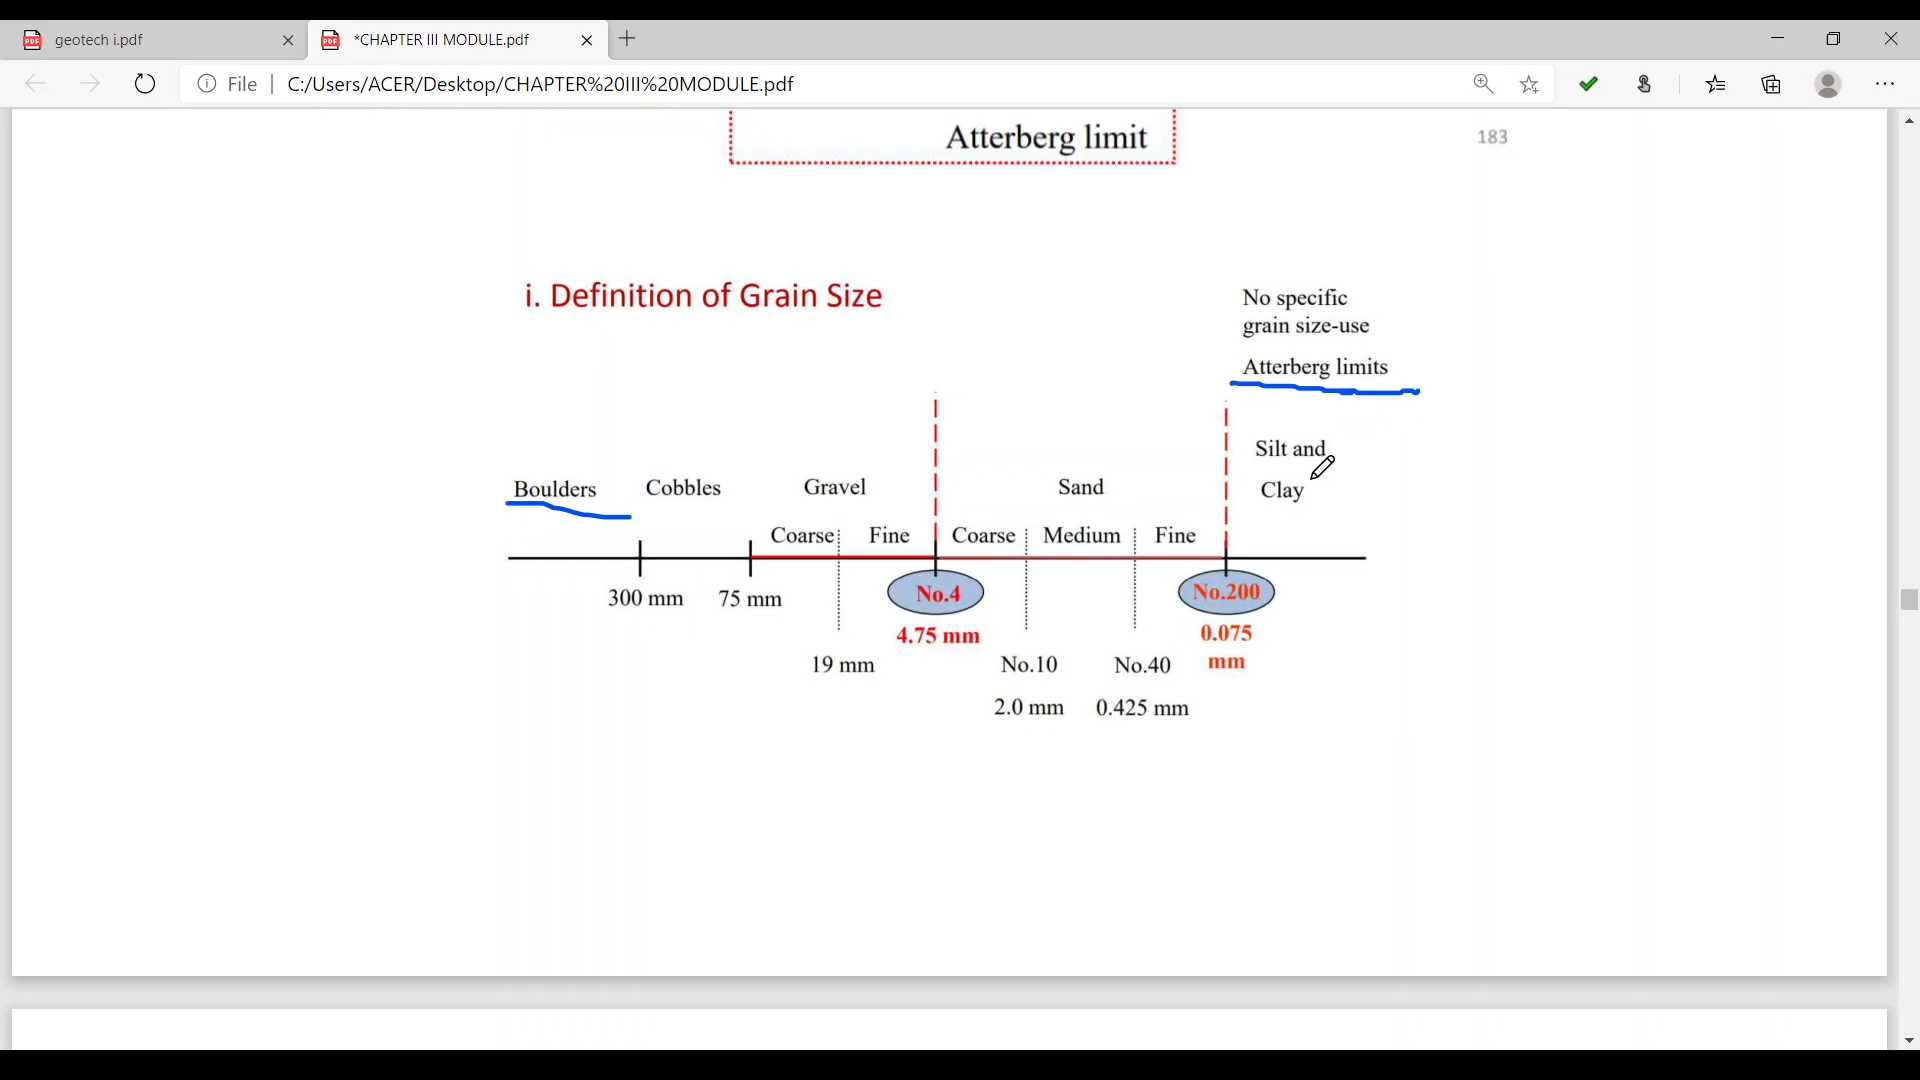 geotech i.pdf
*CHAPTER III MODULE.pdf
File
C:/Users/ACER/Desktop/CHAPTER%20III%20MODULE.pdf
Atterberg limit
183
i. Definition of Grain Size
No specific
grain size-use
Atterberg limits
Silt and
Clay
Boulders Cobbles Gravel Sand
Coarse Fine Coarse Medium Fine
300 mm 75 mm No.4 No.200
4.75 mm 0.075
mm
19 mm No.10 No.40
2.0 mm 0.425 mm